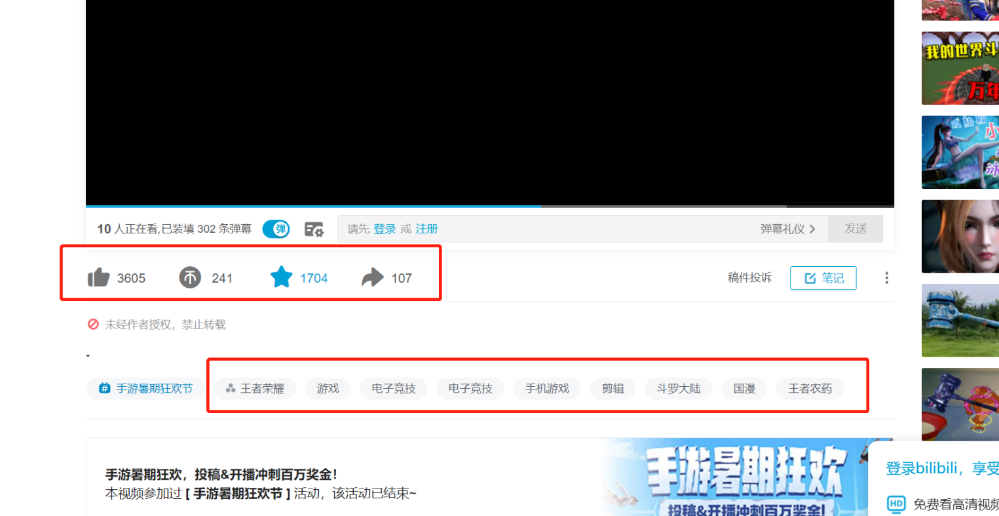 我的世界斗
万年
成熟期
小
10 人正在看,已装填 302 条弹幕
弹
请先 登录 或 注册
弹幕礼仪
发送
3605
241
1704
107
稿件投诉
笔记
未经作者授权，禁止转载
-
手游暑期狂欢节
王者荣耀
游戏
电子竞技
电子竞技
手机游戏
剪辑
斗罗大陆
国漫
王者农药
手游暑期狂欢，投稿&开播冲刺百万奖金！
本视频参加过 [ 手游暑期狂欢节 ] 活动，该活动已结束~
手游暑期狂欢
投稿&开播冲刺百万奖金!
登录bilibili，享受
HD 免费看高清视频